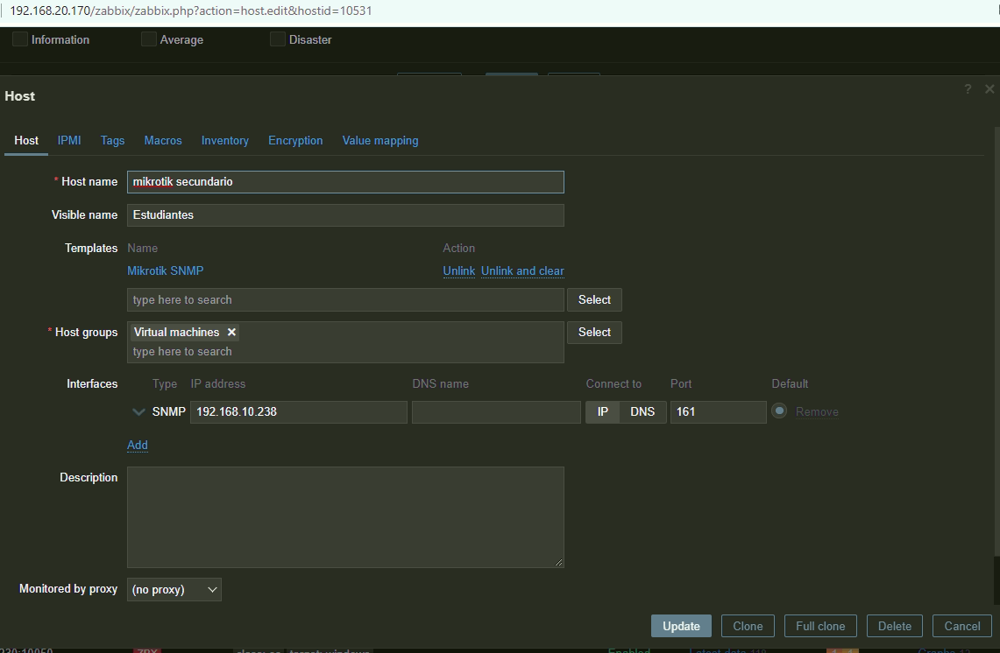 192.168.20.170/zabbix/zabbix.php?action=host.edit&hostid=10531
Information Average Disaster
Host ? ×
Host IPMI Tags Macros Inventory Encryption Value mapping
* Host name mikrotik secundario
Visible name Estudiantes
Templates Name Action
Mikrotik SNMP Unlink Unlink and clear
type here to search Select
* Host groups Virtual machines × Select
type here to search
Interfaces Type IP address DNS name Connect to Port Default
SNMP 192.168.10.238 IP DNS 161 Remove
Add
Description
Monitored by proxy (no proxy)
Update Clone Full clone Delete Cancel